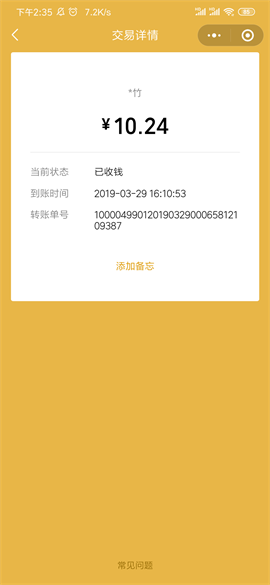 下午2:35 7.2K/s
交易详情
*竹
¥10.24
当前状态 已收钱
到账时间 2019-03-29 16:10:53
转账单号 100004990120190329000658121
09387
添加备忘
常见问题